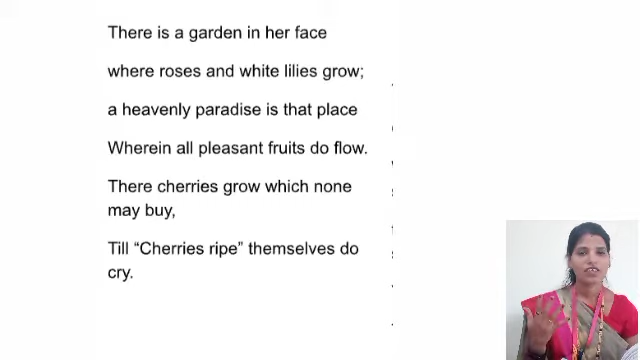 There is a garden in her face
where roses and white lilies grow;
a heavenly paradise is that place
Wherein all pleasant fruits do flow.
There cherries grow which none
may buy,
Till “Cherries ripe” themselves do
cry.